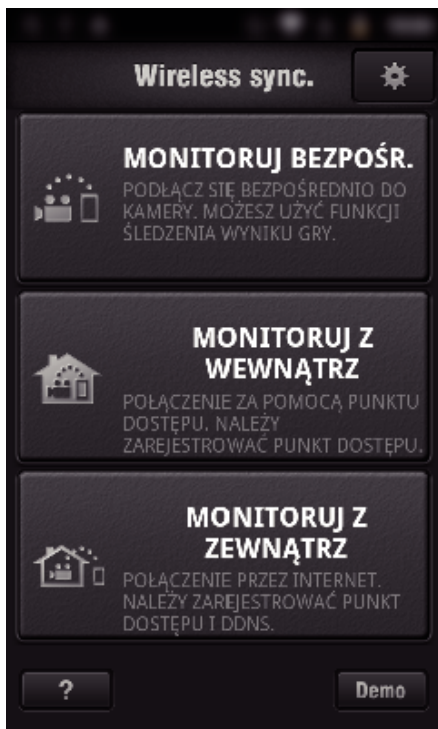 Wireless sync.
MONITORUJ BEZPOŚR.
PODŁĄCZ SIĘ BEZPOŚREDNIO DO
KAMERY. MOŻESZ UŻYĆ FUNKCJI
ŚLEDZENIA WYNIKU GRY.
MONITORUJ Z
WEWNĄTRZ
POŁĄCZENIE ZA POMOCĄ PUNKTU
DOSTĘPU. NALEŻY
ZAREJESTROWAĆ PUNKT DOSTĘPU.
MONITORUJ Z
ZEWNĄTRZ
POŁĄCZENIE PRZEZ INTERNET.
NALEŻY ZAREJESTROWAĆ PUNKT
DOSTĘPU I DDNS.
?
Demo